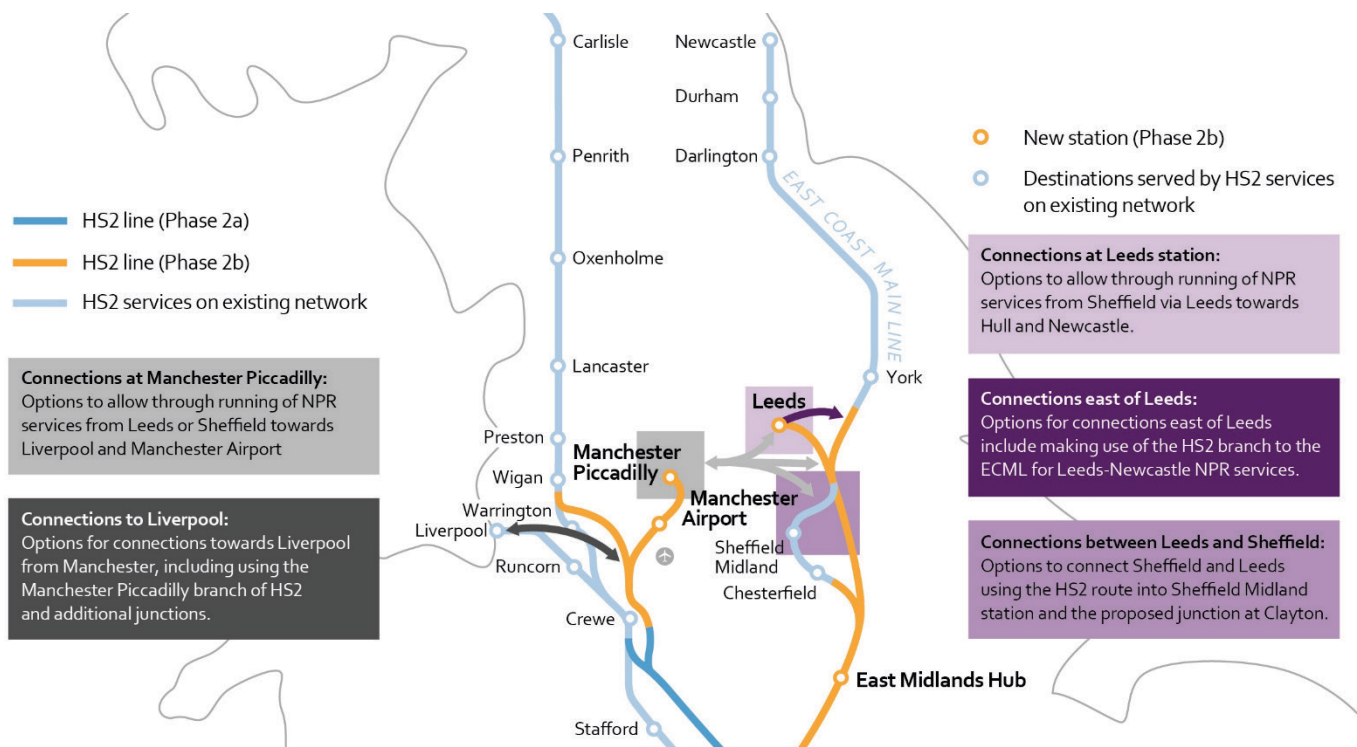 Carlisle
Newcastle
Durham
Penrith
Darlington
EAST COAST MAIN LINE
New station (Phase 2b)
Destinations served by HS2 services
on existing network
HS2 line (Phase 2a)
HS2 line (Phase 2b)
HS2 services on existing network
Oxenholme
Connections at Leeds station:
Options to allow through running of NPR
services from Sheffield via Leeds towards
Hull and Newcastle.
Connections at Manchester Piccadilly:
Options to allow through running of NPR
services from Leeds or Sheffield towards
Liverpool and Manchester Airport
Lancaster
York
Leeds
Connections east of Leeds:
Options for connections east of Leeds
include making use of the HS2 branch to the
ECML for Leeds-Newcastle NPR services.
Preston
Manchester
Piccadilly
Wigan
Manchester
Airport
Warrington
Liverpool
Runcorn
Sheffield
Midland
Chesterfield
Connections to Liverpool:
Options for connections towards Liverpool
from Manchester, including using the
Manchester Piccadilly branch of HS2
and additional junctions.
Connections between Leeds and Sheffield:
Options to connect Sheffield and Leeds
using the HS2 route into Sheffield Midland
station and the proposed junction at Clayton.
Crewe
East Midlands Hub
Stafford